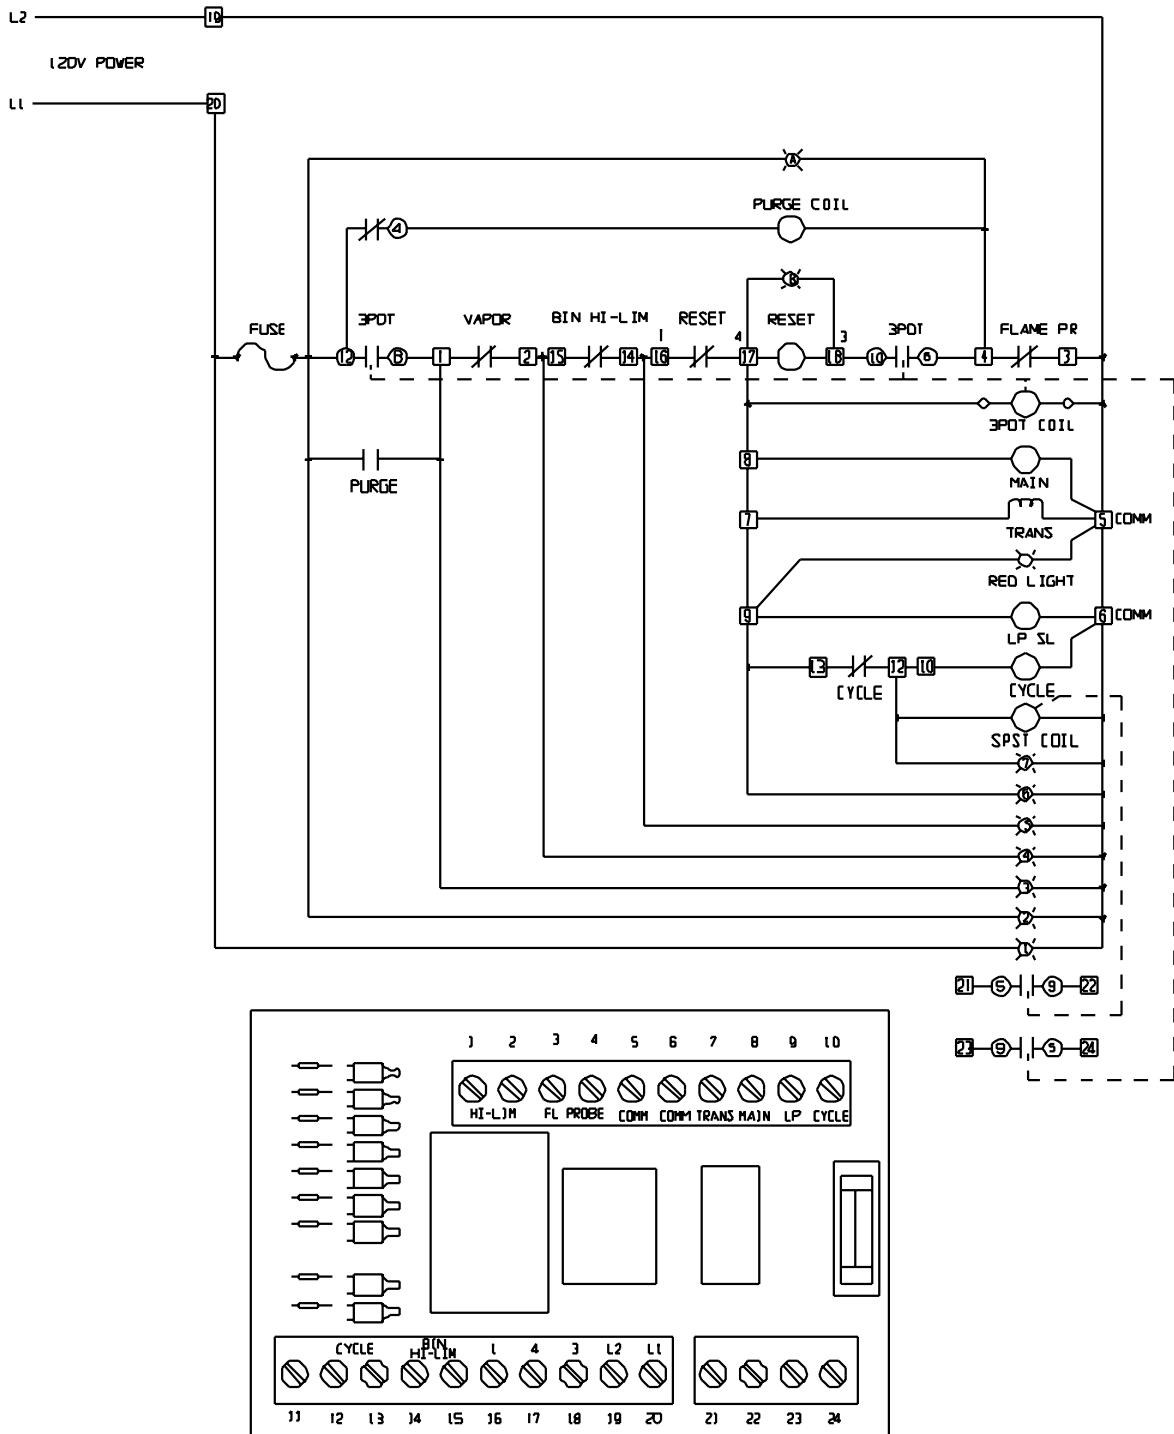 L2
19
120V POWER
L1
20
A
PURGE COIL
4
B
FUSE
3POT
VAPOR
BIN HI-LIM
RESET
RESET
3POT
FLAME PR
1
4
3
12
B
1
2
15
14
16
17
18
10
6
4
3
3POT COIL
8
MAIN
PURGE
7
5
COMM
TRANS
RED LIGHT
9
6
COMM
LP SL
13
12
10
CYCLE
CYCLE
SPST COIL
7
6
5
4
3
2
1
21
5
9
22
23
9
5
24
1 2 3 4 5 6 7 8 9 10
HI-LIM FL PROBE COMM COMM TRANS MAIN LP CYCLE
CYCLE BIN HI-LIM 1 4 3 L2 L1
11 12 13 14 15 16 17 18 19 20 21 22 23 24